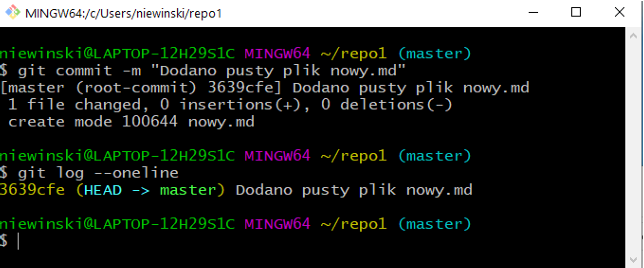 MINGW64:/c/Users/niewinski/repo1
niewinski@LAPTOP-12H29S1C MINGW64 ~/repo1 (master)
$ git commit -m "Dodano pusty plik nowy.md"
[master (root-commit) 3639cfe] Dodano pusty plik nowy.md
 1 file changed, 0 insertions(+), 0 deletions(-)
 create mode 100644 nowy.md
niewinski@LAPTOP-12H29S1C MINGW64 ~/repo1 (master)
$ git log --oneline
3639cfe (HEAD -> master) Dodano pusty plik nowy.md
niewinski@LAPTOP-12H29S1C MINGW64 ~/repo1 (master)
$